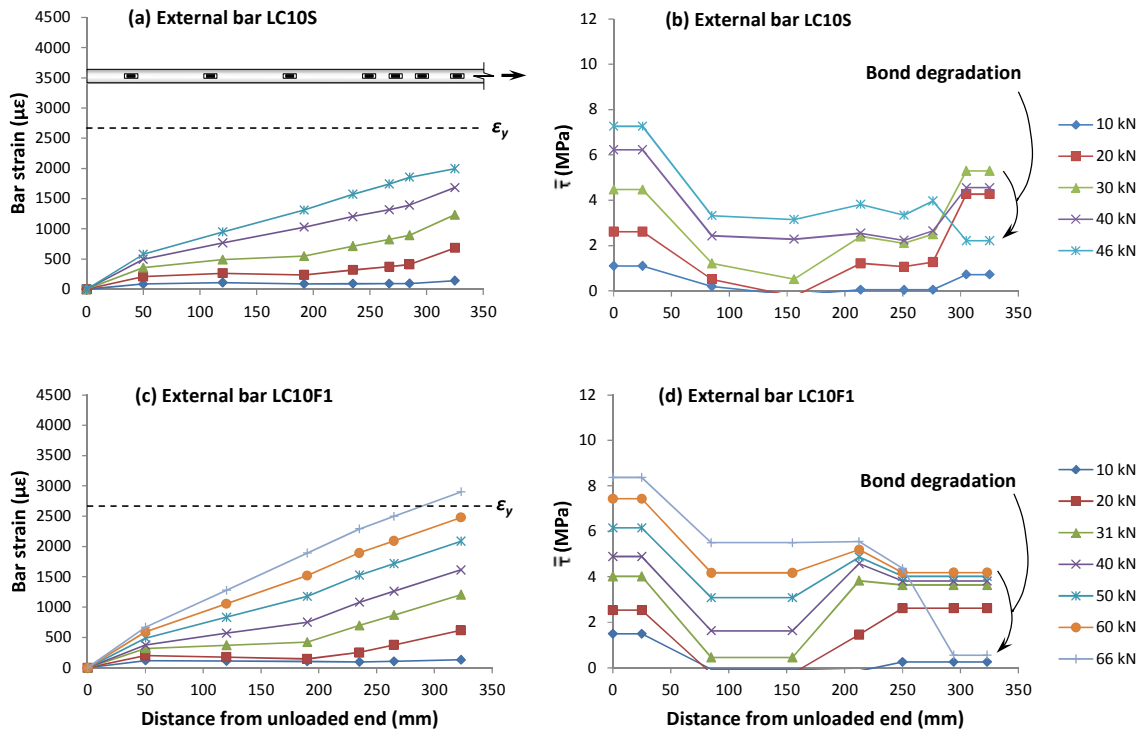 (a) External bar LC10S
Bar strain (µε)
4500
4000
3500
3000
2500
2000
1500
1000
500
0
εy
0 50 100 150 200 250 300 350
(b) External bar LC10S
τ̅ (MPa)
12
10
8
6
4
2
0
Bond degradation
0 50 100 150 200 250 300 350
10 kN
20 kN
30 kN
40 kN
46 kN
(c) External bar LC10F1
Bar strain (µε)
4500
4000
3500
3000
2500
2000
1500
1000
500
0
εy
0 50 100 150 200 250 300 350
Distance from unloaded end (mm)
(d) External bar LC10F1
τ̅ (MPa)
12
10
8
6
4
2
0
Bond degradation
0 50 100 150 200 250 300 350
Distance from unloaded end (mm)
10 kN
20 kN
31 kN
40 kN
50 kN
60 kN
66 kN